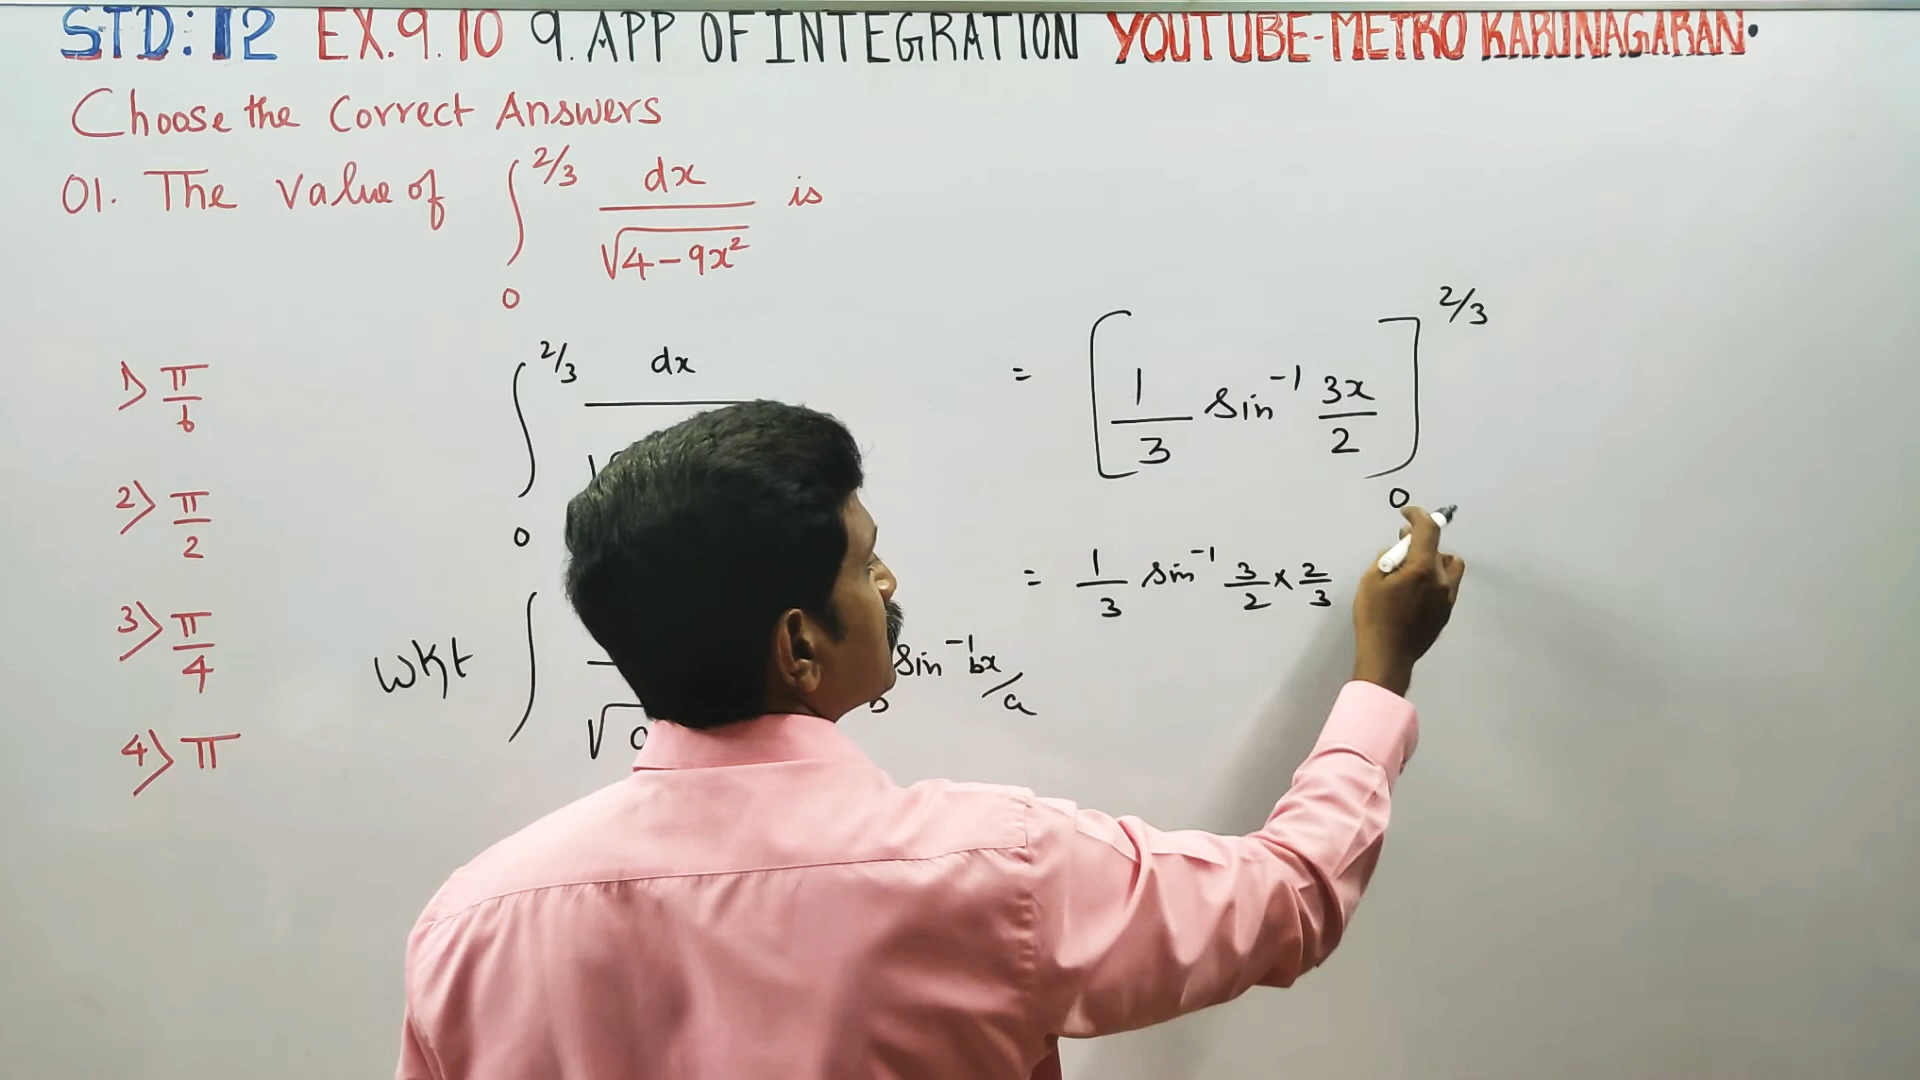 STD: 12 EX.9.10 9. APP OF INTEGRATION YOUTUBE-METRO KARUNAGARAN.
Choose the Correct Answers
01. The Value of ∫₀^{2/3} dx/√(4-9x²) is
1) π/6
2) π/2
3) π/4
4) π
∫₀^{2/3} dx
WKt ∫ √ sin⁻¹ bx/a
= [1/3 sin⁻¹ 3x/2]₀^{2/3}
= 1/3 sin⁻¹ 3/2 × 2/3